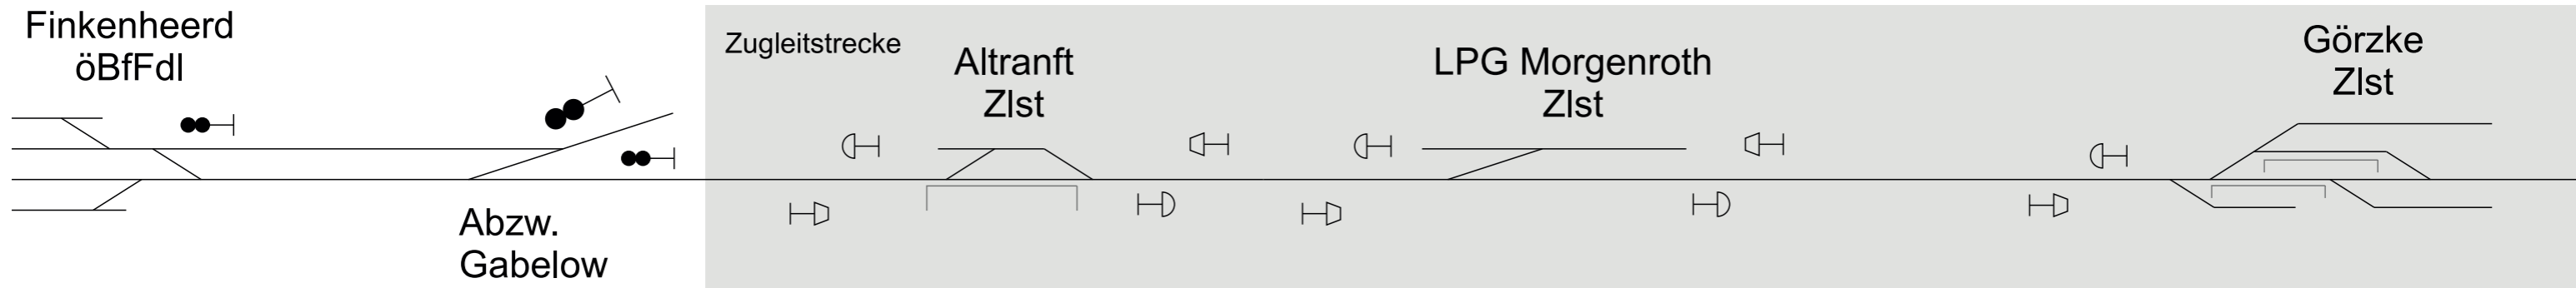 Finkenheerd
öBfFdl
Zugleitstrecke
Altranft
Zlst
LPG Morgenroth
Zlst
Görzke
Zlst
Abzw.
Gabelow